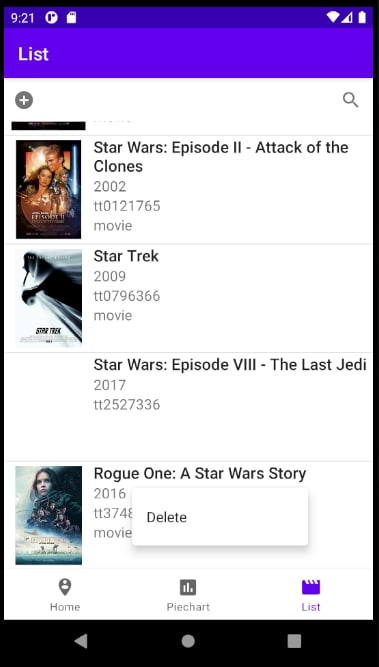 9:21
List
Star Wars: Episode II - Attack of the
Clones
2002
tt0121765
movie
Star Trek
2009
tt0796366
movie
STAR TREK
Star Wars: Episode VIII - The Last Jedi
2017
tt2527336
Rogue One: A Star Wars Story
2016
tt3748
movie
Delete
Home
Piechart
List